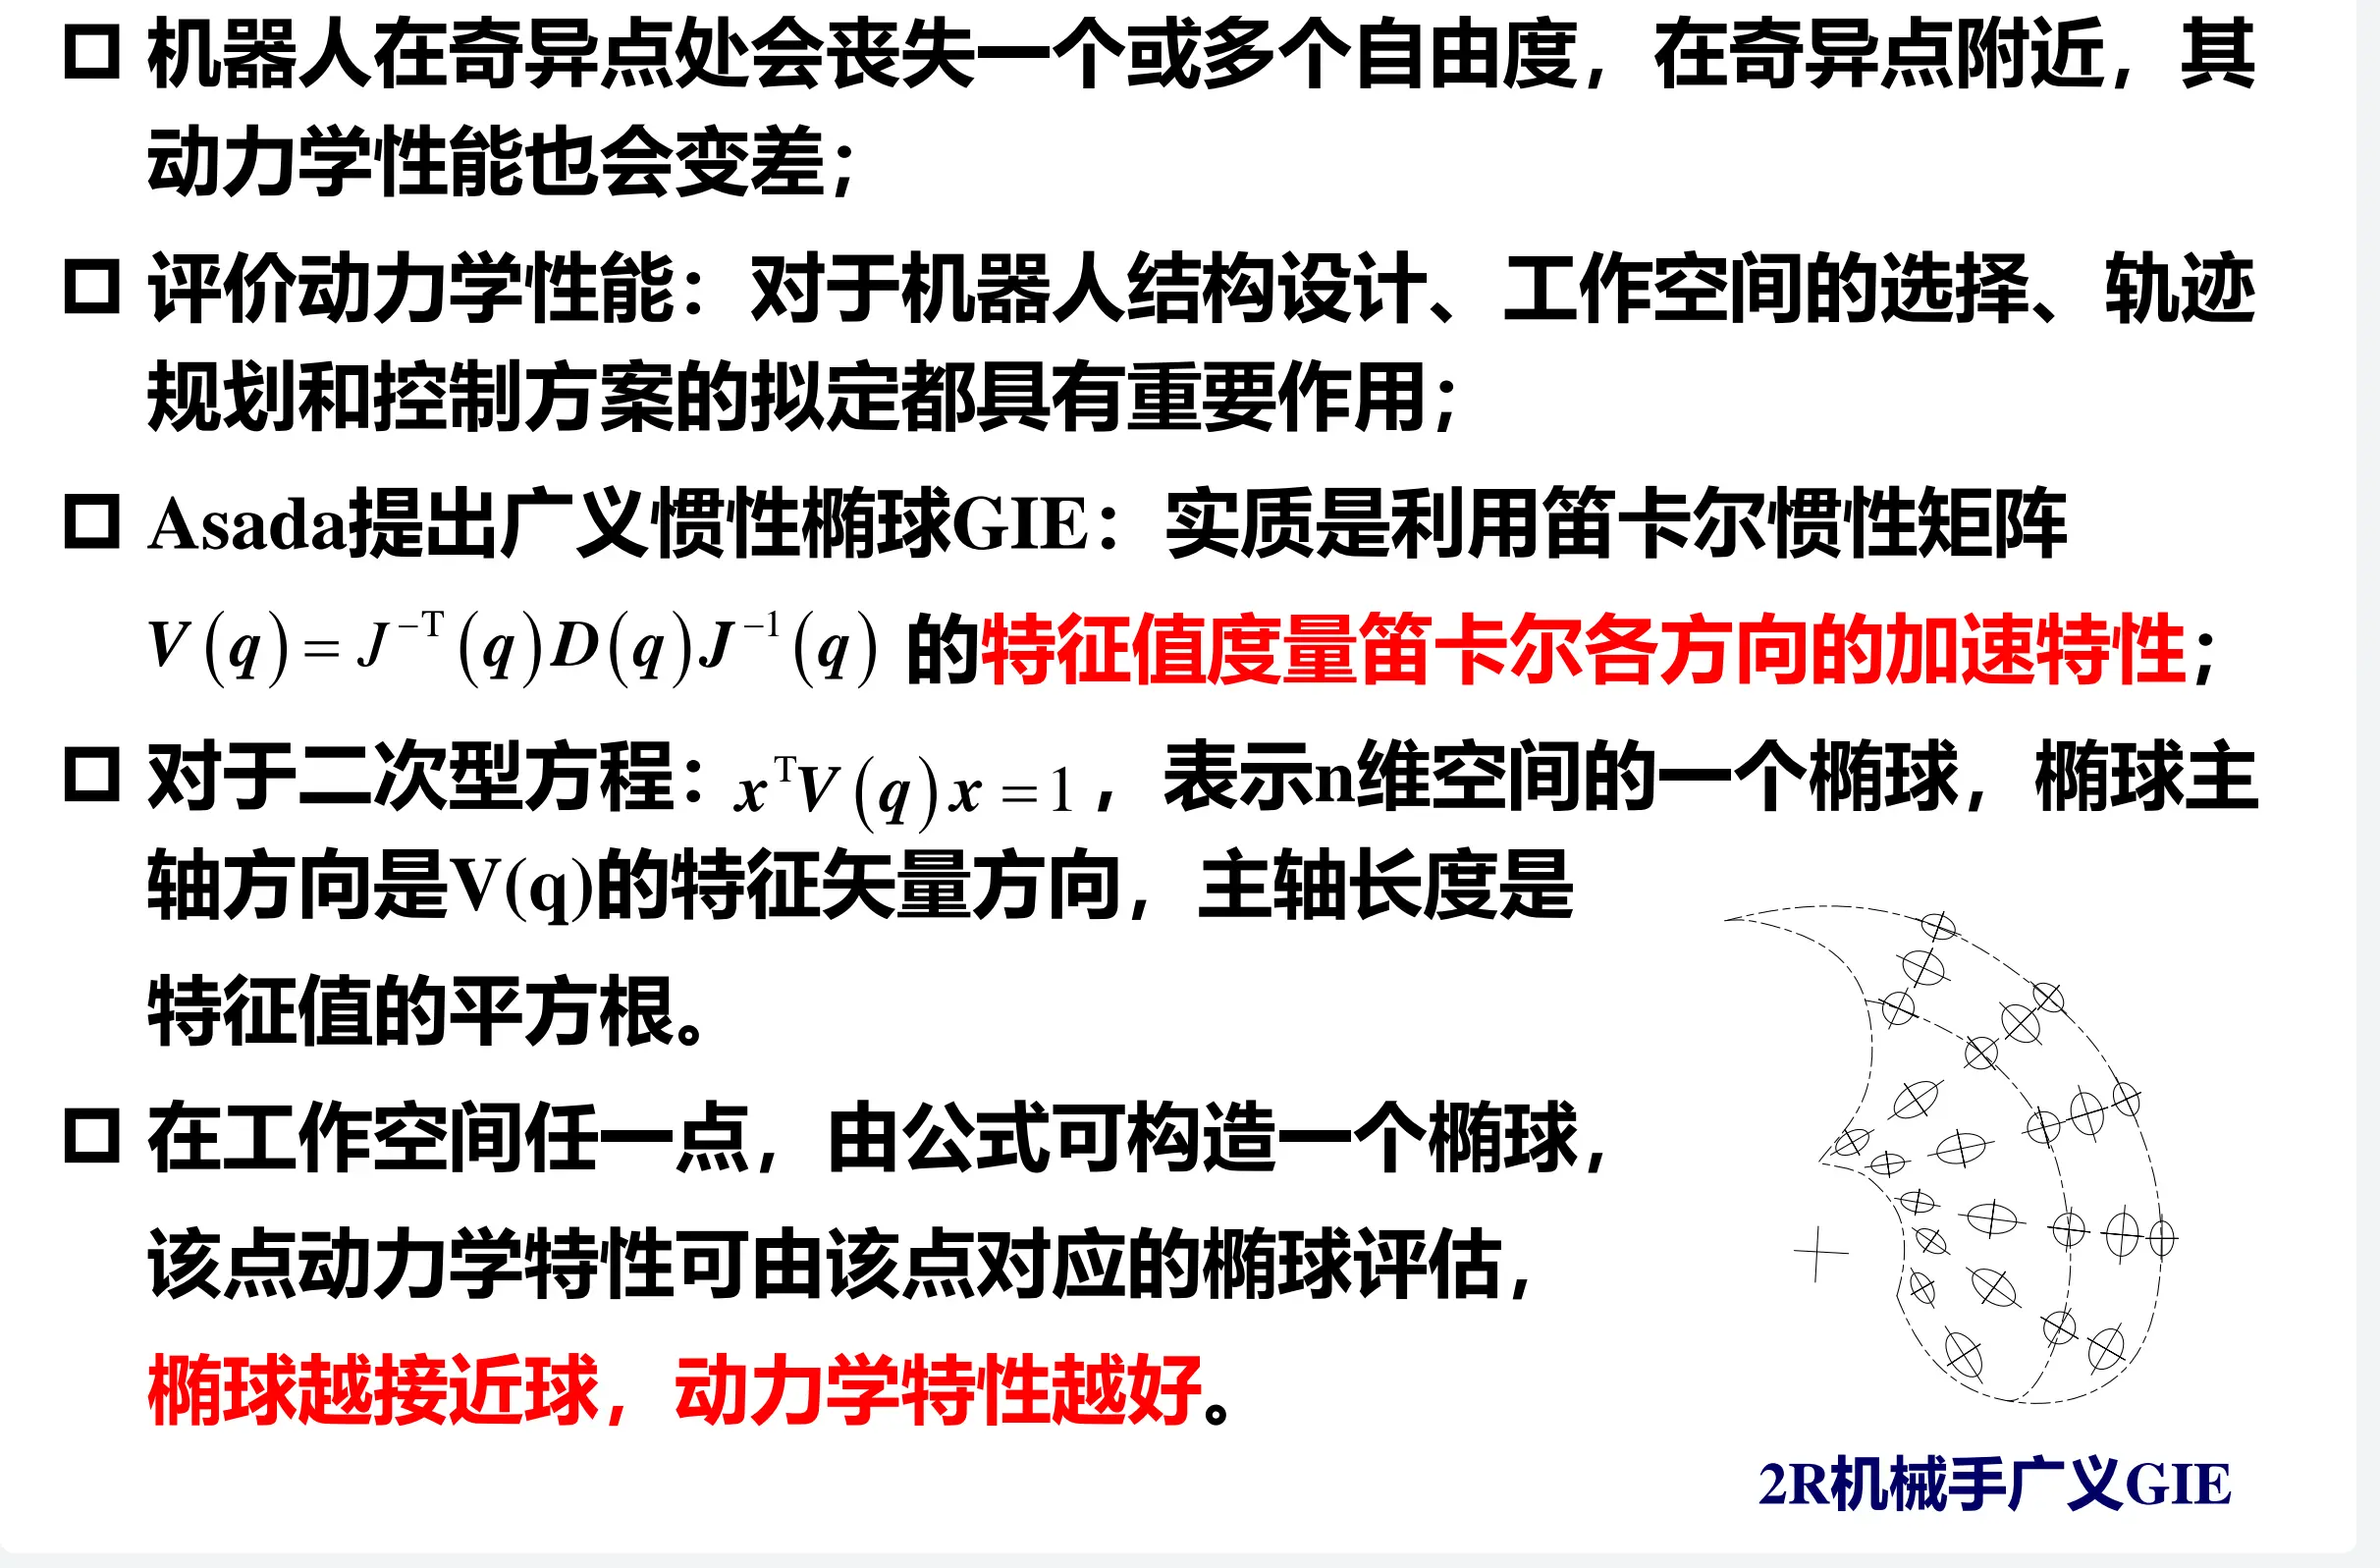 机器人在奇异点处会丧失一个或多个自由度，在奇异点附近，其
动力学性能也会变差；
评价动力学性能：对于机器人结构设计、工作空间的选择、轨迹
规划和控制方案的拟定都具有重要作用；
Asada提出广义惯性椭球GIE：实质是利用笛卡尔惯性矩阵
V(q)=J^{-T}(q)D(q)J^{-1}(q) 的特征值度量笛卡尔各方向的加速特性；
对于二次型方程：x^{T}V(q)x=1，表示n维空间的一个椭球，椭球主
轴方向是V(q)的特征矢量方向，主轴长度是
特征值的平方根。
在工作空间任一点，由公式可构造一个椭球，
该点动力学特性可由该点对应的椭球评估，
椭球越接近球，动力学特性越好。
2R机械手广义GIE